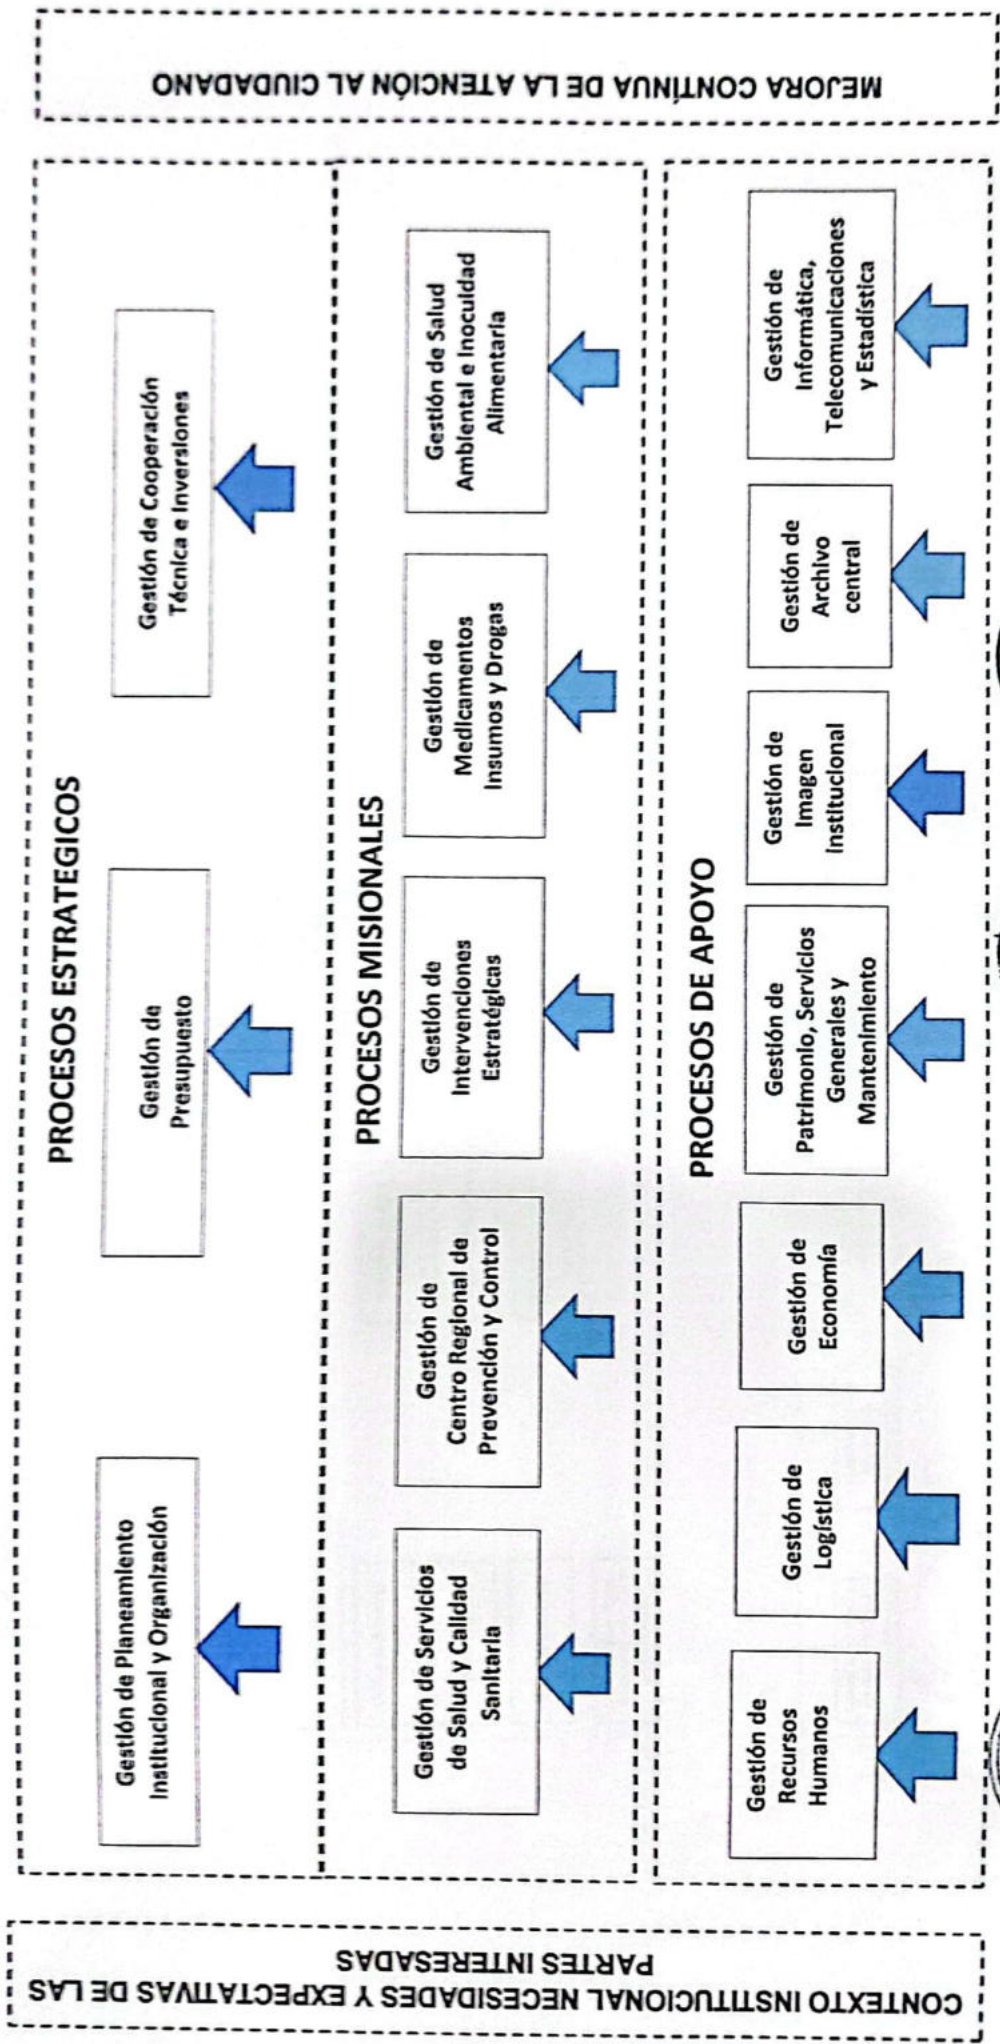 CONTEXTO INSTITUCIONAL NECESIDADES Y EXPECTATIVAS DE LAS
PARTES INTERESADAS
PROCESOS ESTRATEGICOS
Gestión de Planeamiento
Institucional y Organización
Gestión de
Presupuesto
Gestión de Cooperación
Técnica e Inversiones
PROCESOS MISIONALES
Gestión de Servicios
de Salud y Calidad
Sanitaria
Gestión de
Centro Regional de
Prevención y Control
Gestión de
Intervenciones
Estratégicas
Gestión de
Medicamentos
Insumos y Drogas
Gestión de Salud
Ambiental e Inocuidad
Alimentaria
PROCESOS DE APOYO
Gestión de
Recursos
Humanos
Gestión de
Logística
Gestión de
Economía
Gestión de
Patrimonio, Servicios
Generales y
Mantenimiento
Gestión de
Imagen
Institucional
Gestión de
Archivo
central
Gestión de
Informática,
Telecomunicaciones
y Estadística
MEJORA CONTÍNUA DE LA ATENCIÓN AL CIUDADANO